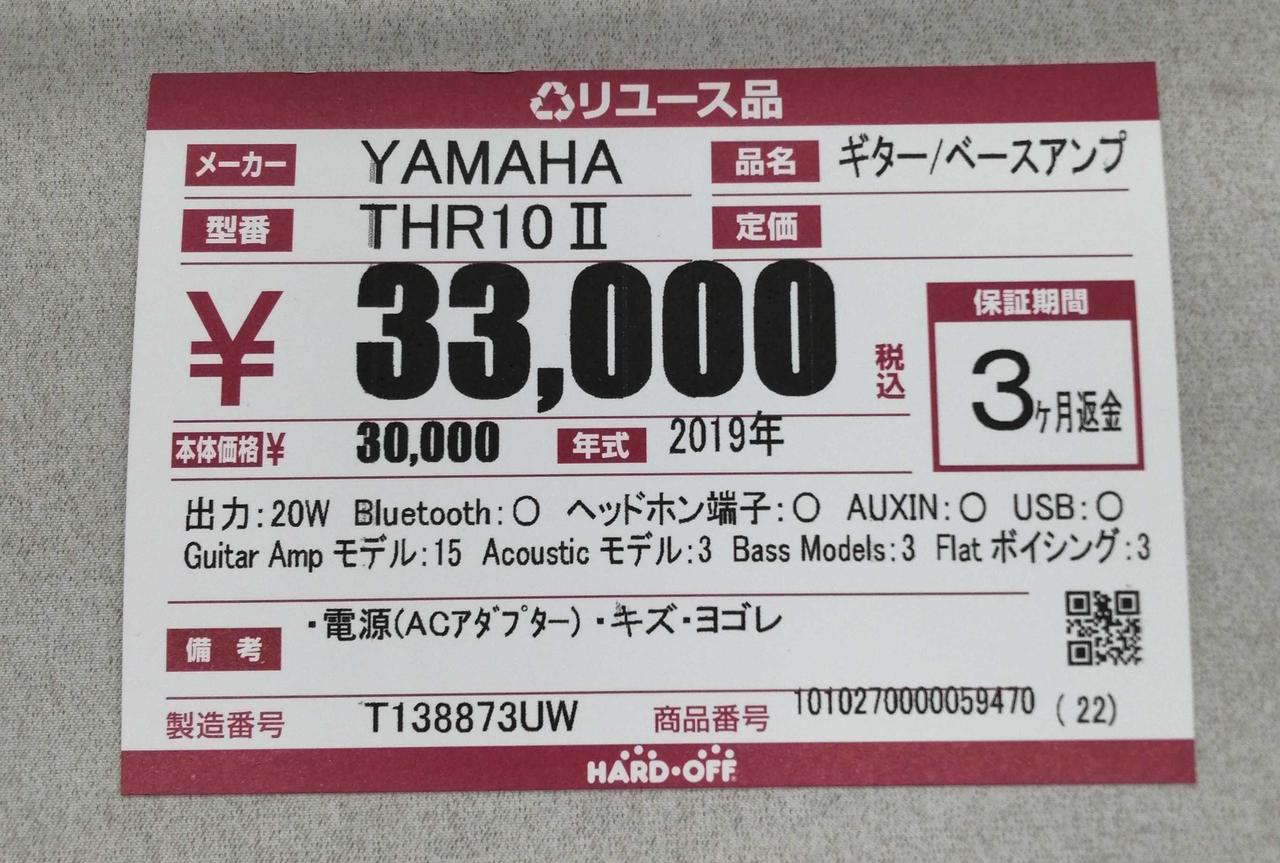 リユース品
メーカー YAMAHA 品名 ギター/ベースアンプ
型番 THR10Ⅱ 定価
¥ 33,000 税込
保証期間
3ヶ月返金
本体価格¥ 30,000 年式 2019年
出力:20W Bluetooth:○ ヘッドホン端子:○ AUXIN:○ USB:○
Guitar Amp モデル:15 Acoustic モデル:3 Bass Models:3 Flat ボイシング:3
備考 ・電源(ACアダプター)・キズ・ヨゴレ
製造番号 T138873UW 商品番号 1010270000059470 (22)
HARD・OFF